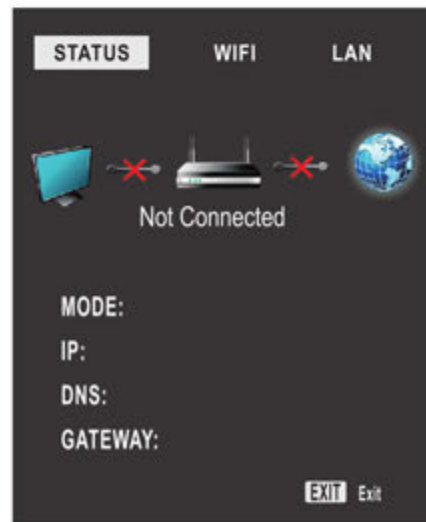 STATUS WIFI LAN
Not Connected
MODE:
IP:
DNS:
GATEWAY:
EXIT Exit